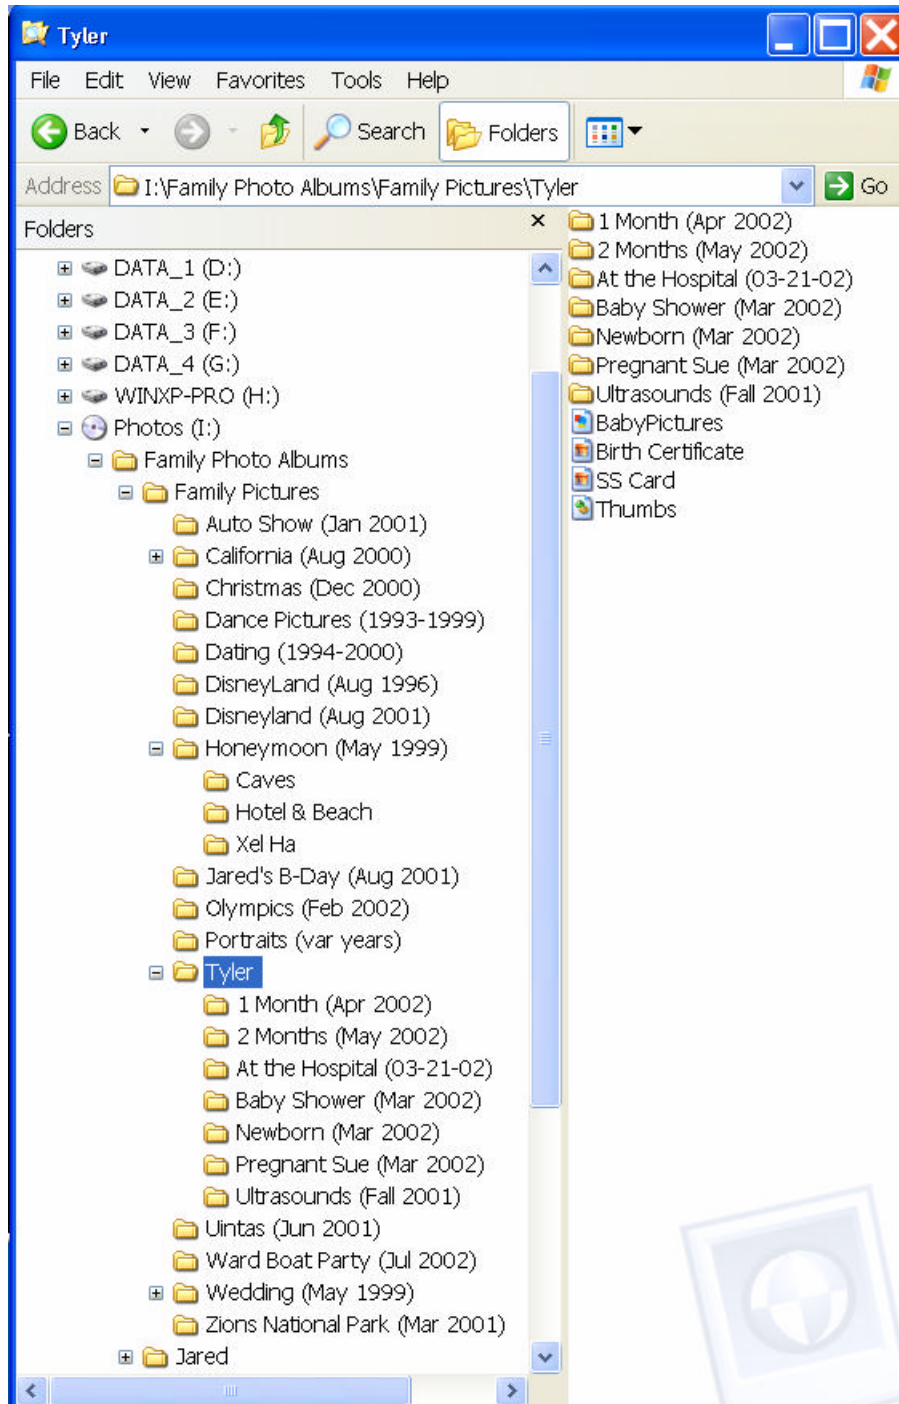 Tyler
File Edit View Favorites Tools Help
Back Search Folders
Address I:\Family Photo Albums\Family Pictures\Tyler Go
Folders
DATA_1 (D:)
DATA_2 (E:)
DATA_3 (F:)
DATA_4 (G:)
WINXP-PRO (H:)
Photos (I:)
Family Photo Albums
Family Pictures
Auto Show (Jan 2001)
California (Aug 2000)
Christmas (Dec 2000)
Dance Pictures (1993-1999)
Dating (1994-2000)
DisneyLand (Aug 1996)
Disneyland (Aug 2001)
Honeymoon (May 1999)
Caves
Hotel & Beach
Xel Ha
Jared's B-Day (Aug 2001)
Olympics (Feb 2002)
Portraits (var years)
Tyler
1 Month (Apr 2002)
2 Months (May 2002)
At the Hospital (03-21-02)
Baby Shower (Mar 2002)
Newborn (Mar 2002)
Pregnant Sue (Mar 2002)
Ultrasounds (Fall 2001)
Uintas (Jun 2001)
Ward Boat Party (Jul 2002)
Wedding (May 1999)
Zions National Park (Mar 2001)
Jared
1 Month (Apr 2002)
2 Months (May 2002)
At the Hospital (03-21-02)
Baby Shower (Mar 2002)
Newborn (Mar 2002)
Pregnant Sue (Mar 2002)
Ultrasounds (Fall 2001)
BabyPictures
Birth Certificate
SS Card
Thumbs